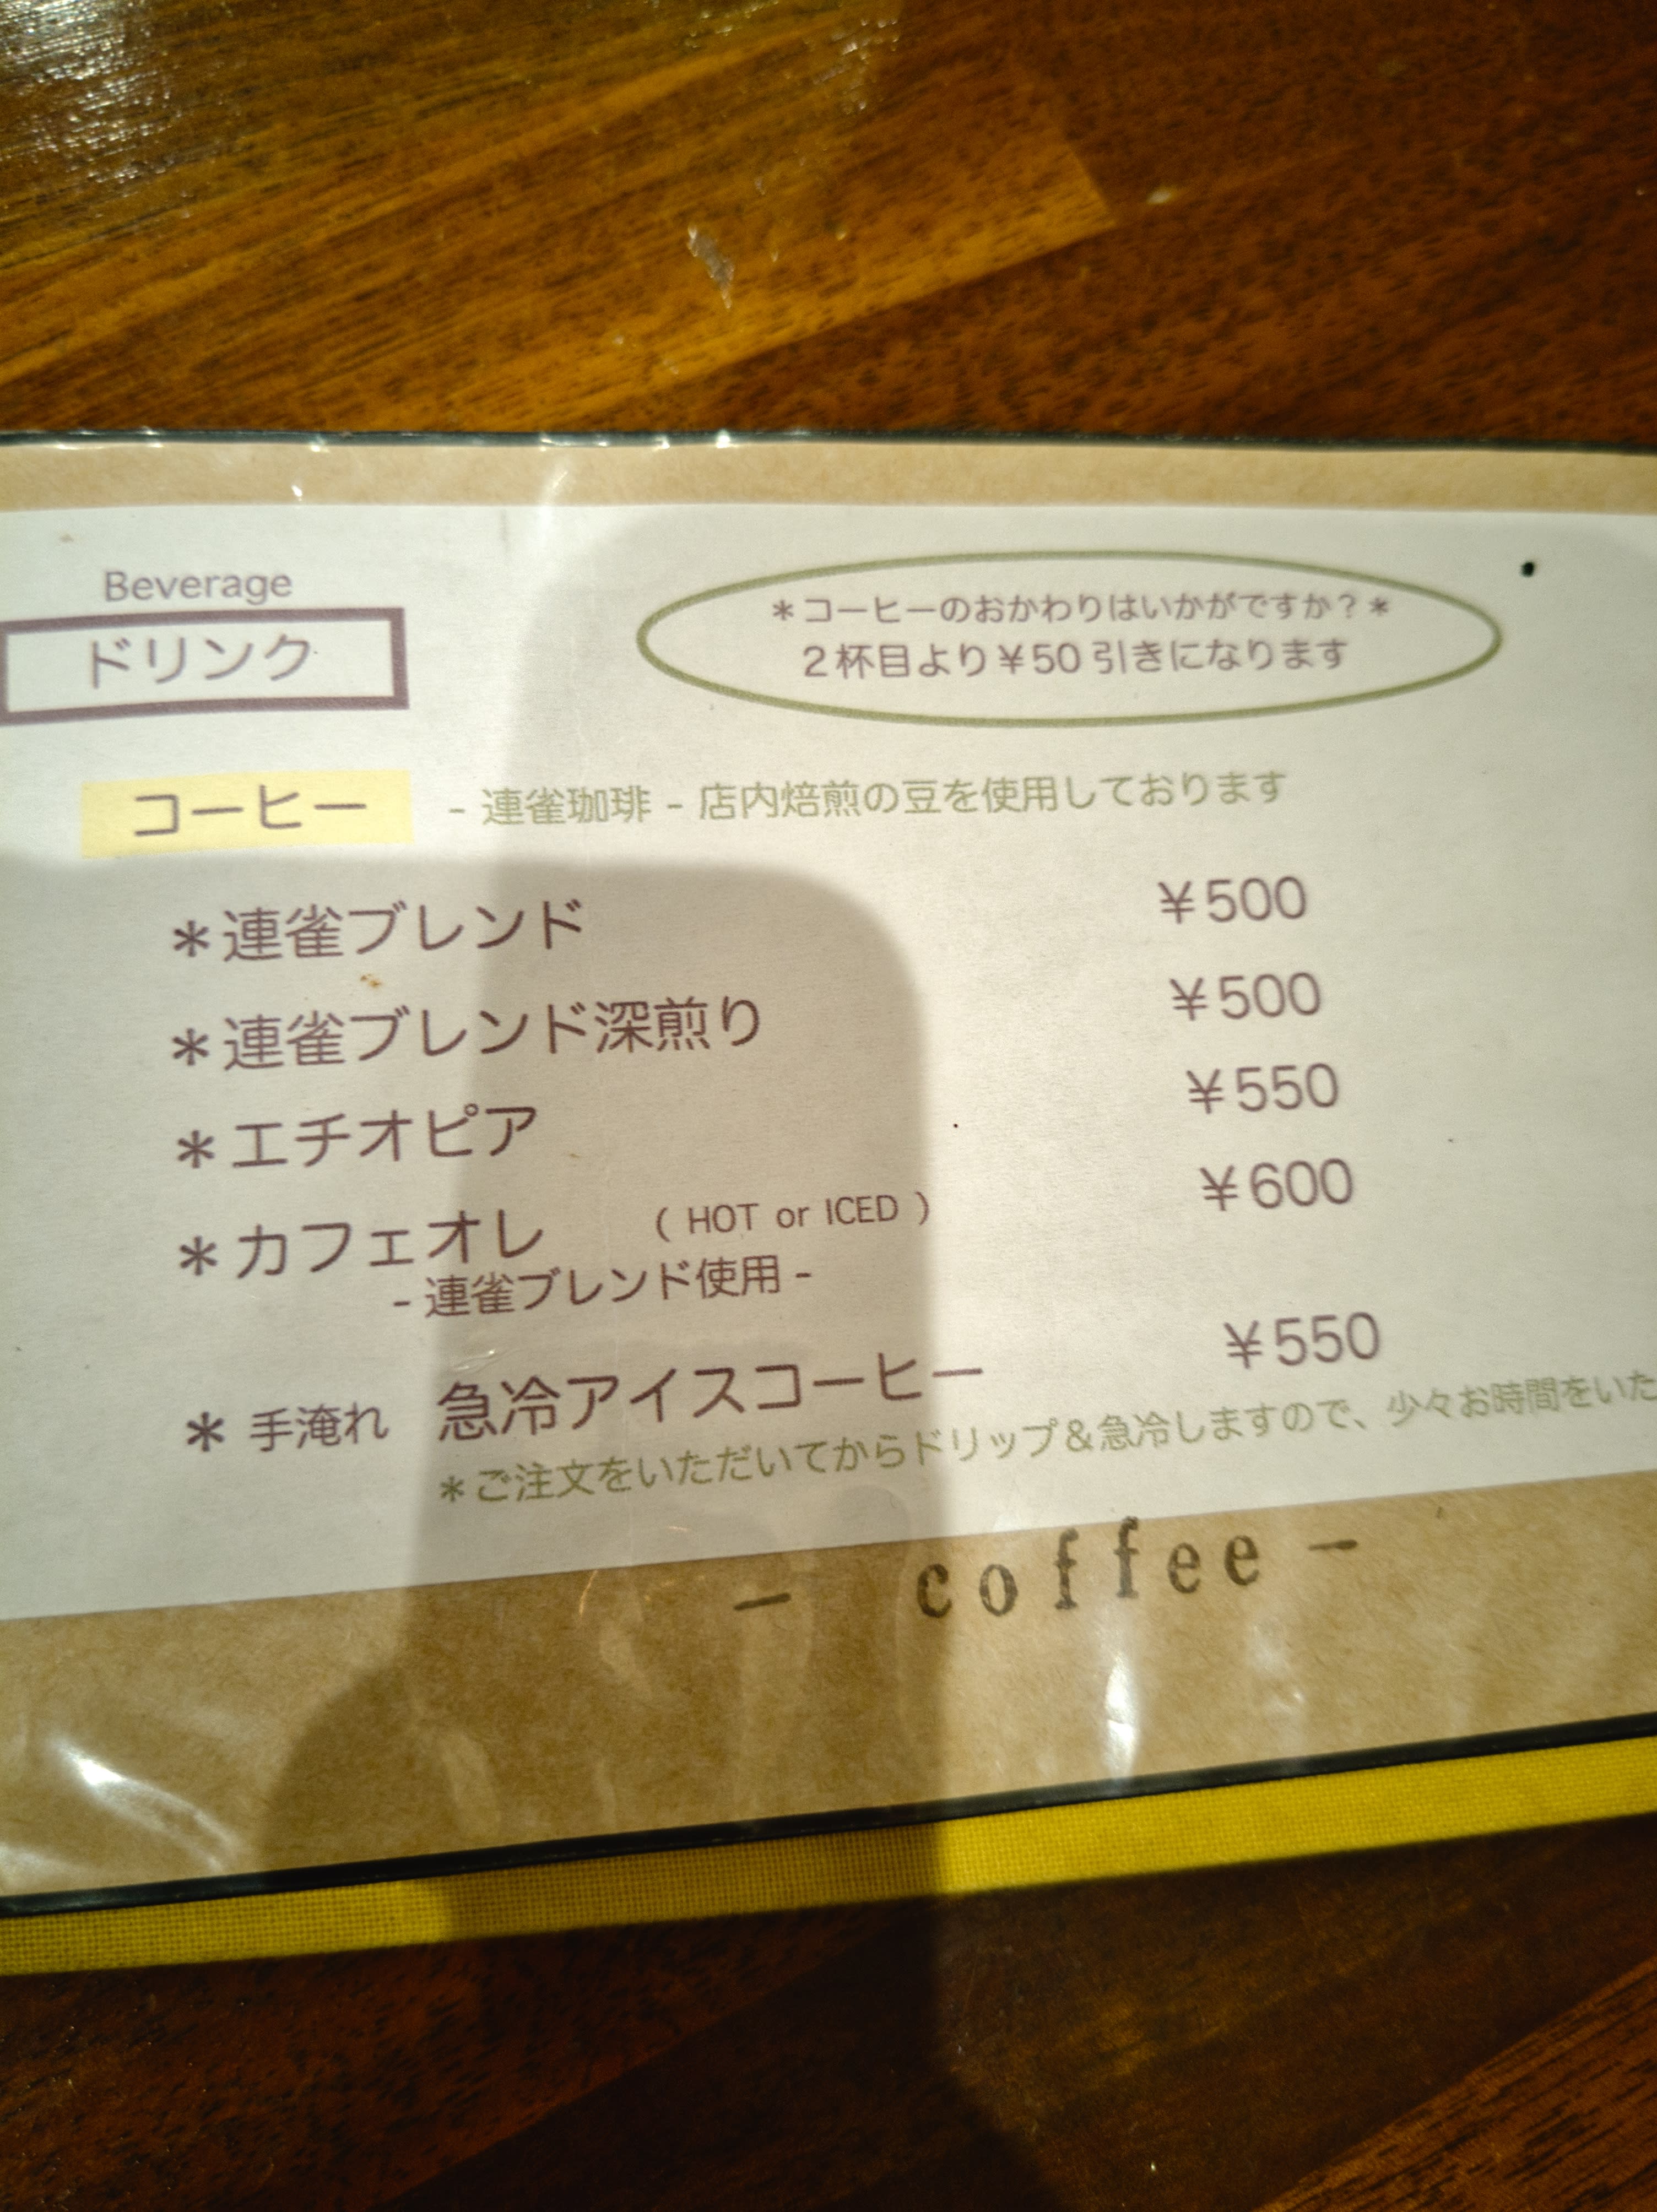 Beverage
ドリンク
＊コーヒーのおかわりはいかがですか？＊
2杯目より¥50引きになります
コーヒー - 連雀珈琲 - 店内焙煎の豆を使用しております
＊連雀ブレンド ¥500
＊連雀ブレンド深煎り ¥500
＊エチオピア ¥550
＊カフェオレ ( HOT or ICED ) ¥600
- 連雀ブレンド使用 -
＊ 手淹れ 急冷アイスコーヒー ¥550
＊ご注文をいただいてからドリップ＆急冷しますので、少々お時間をいた
- coffee -